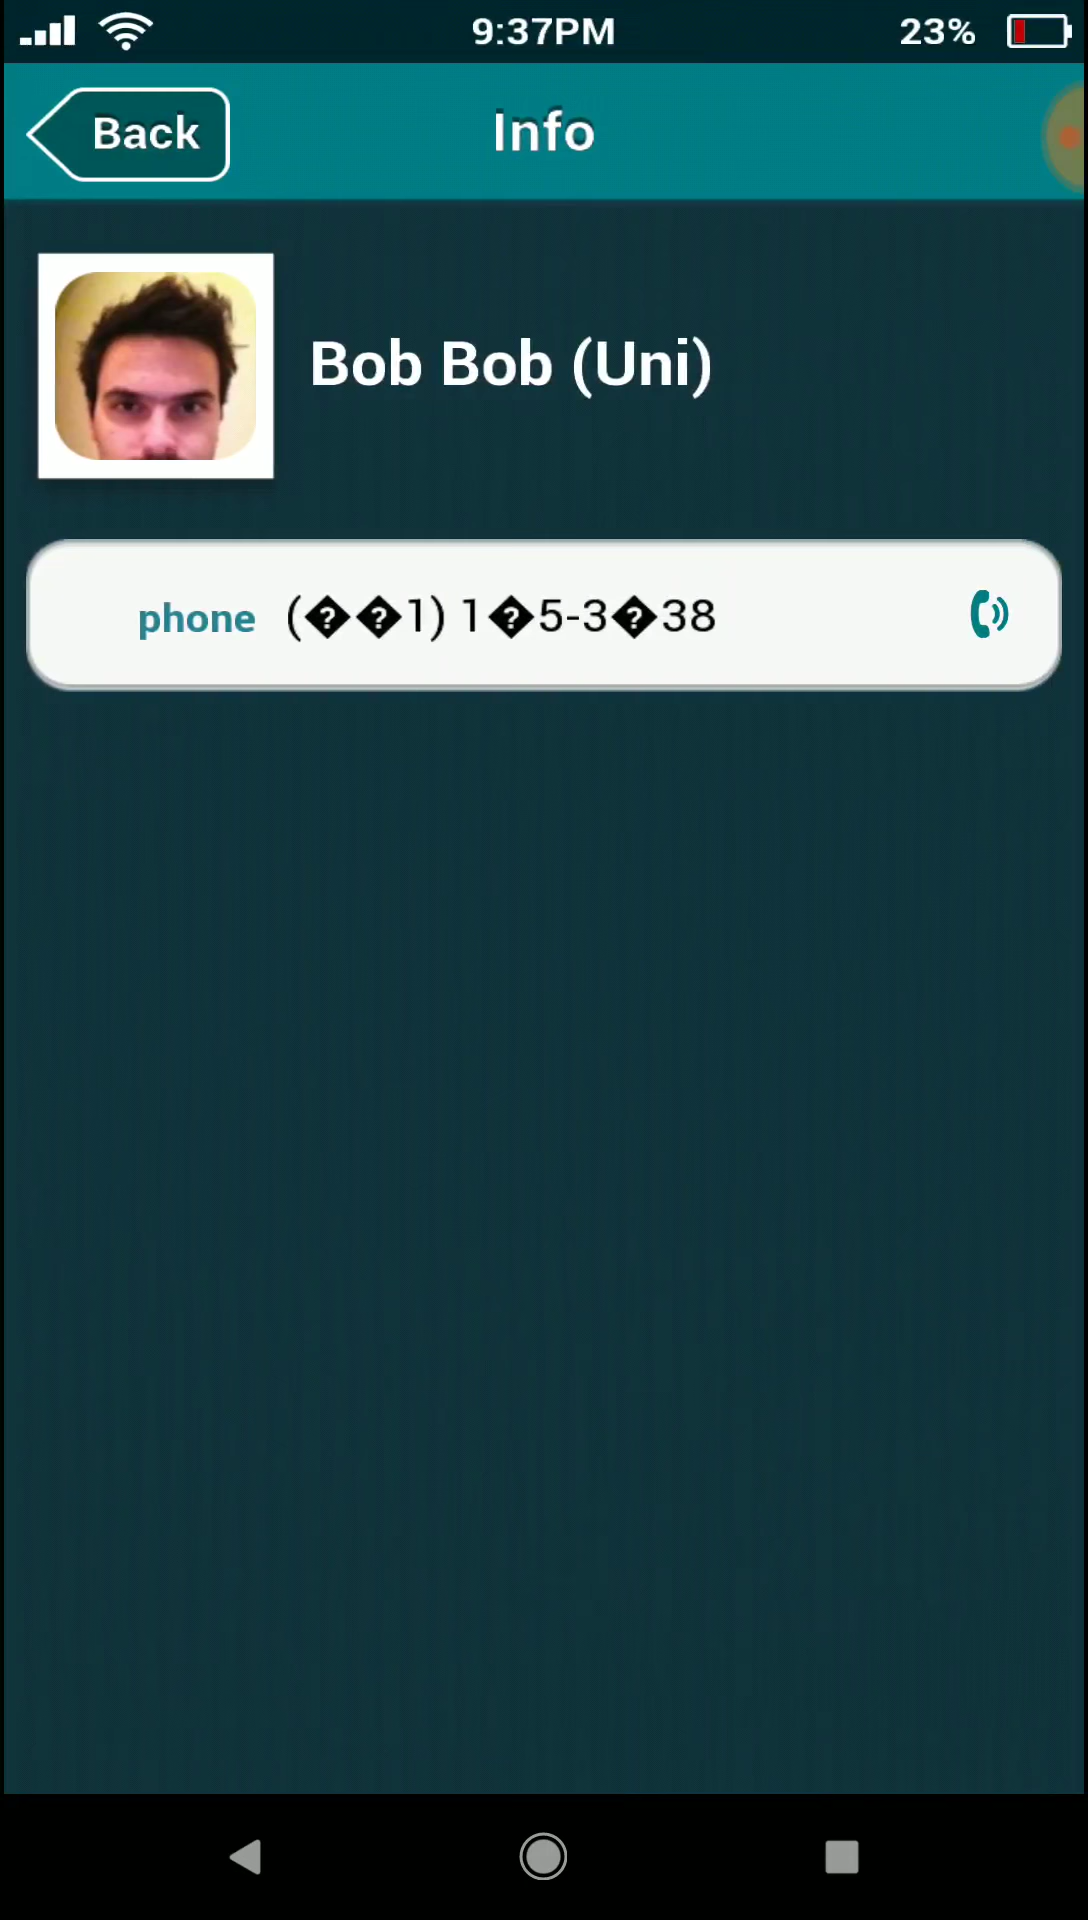 9:37PM
23%
Back
Info
Bob Bob (Uni)
phone (��1) 1�5-3�38